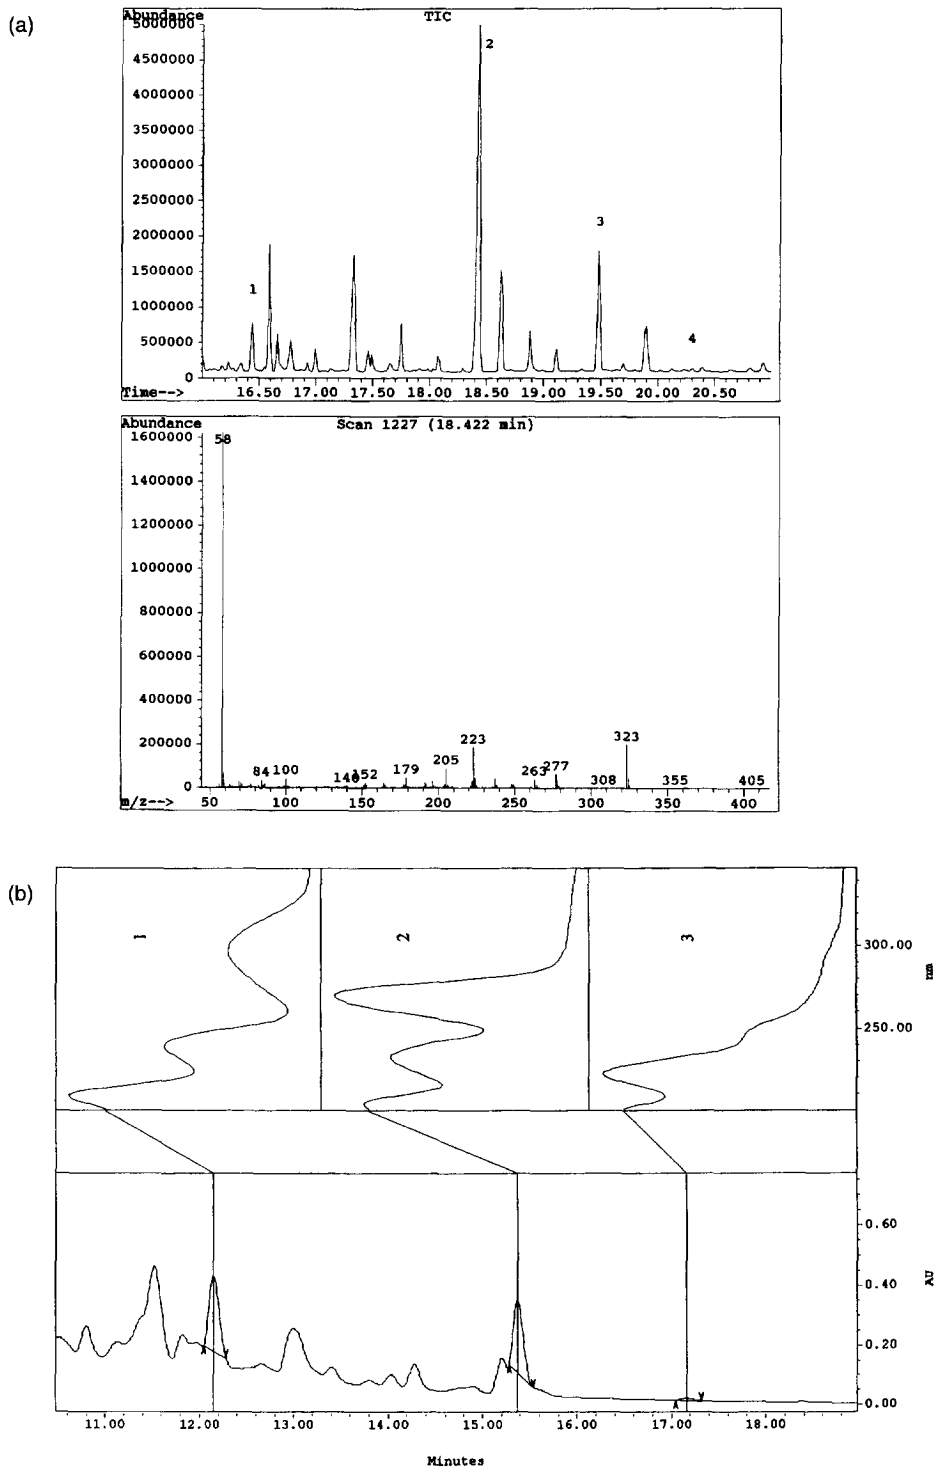 (a)
Abundance TIC
5000000
2
4500000
4000000
3500000
3000000
2500000
3
2000000
1500000
1
1000000
4
500000
0
Time--> 16.50 17.00 17.50 18.00 18.50 19.00 19.50 20.00 20.50
Abundance Scan 1227 (18.422 min)
1600000 58
1400000
1200000
1000000
800000
600000
400000
323
223
200000
205
84 100 140 152 179 263 277 308 355 405
0
m/z--> 50 100 150 200 250 300 350 400
(b)
1 2 3
300.00
nm
250.00
0.60
0.40
AU
0.20
0.00
11.00 12.00 13.00 14.00 15.00 16.00 17.00 18.00
Minutes